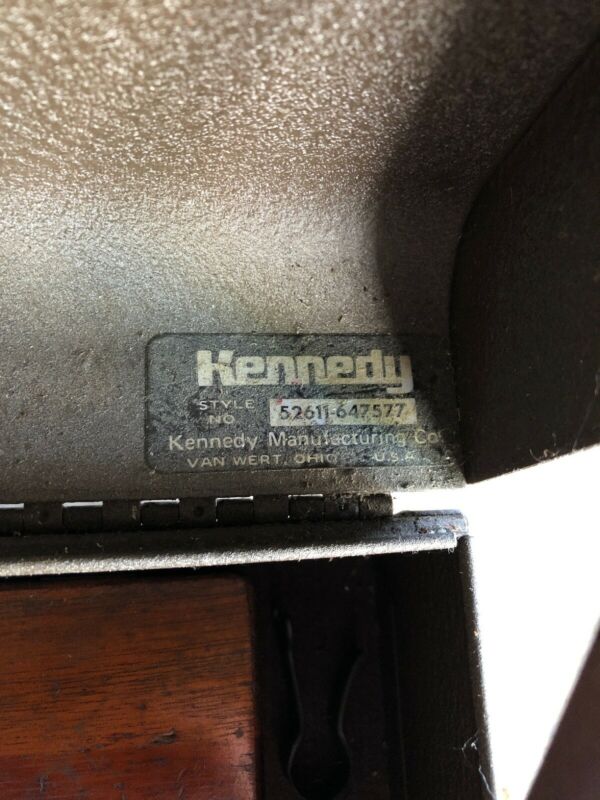 Kennedy
STYLE
NO 52611-647577
Kennedy Manufacturing Co
VAN WERT, OHIO U.S.A